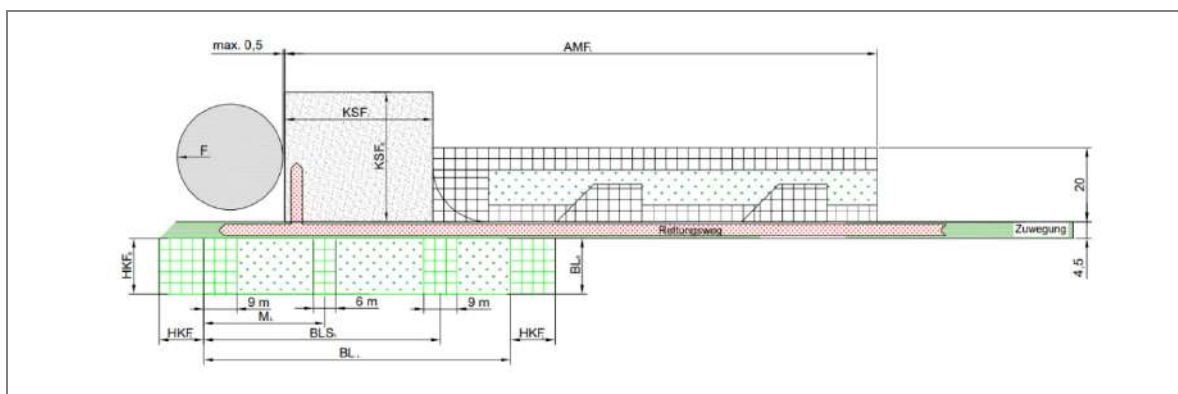 max. 0,5
AMF
KSF
KSF
F
20
Rettungsweg
Zuwegung
4,5
HKF
BL
9 m
6 m
9 m
M
HKF
BLS
HKF
BL